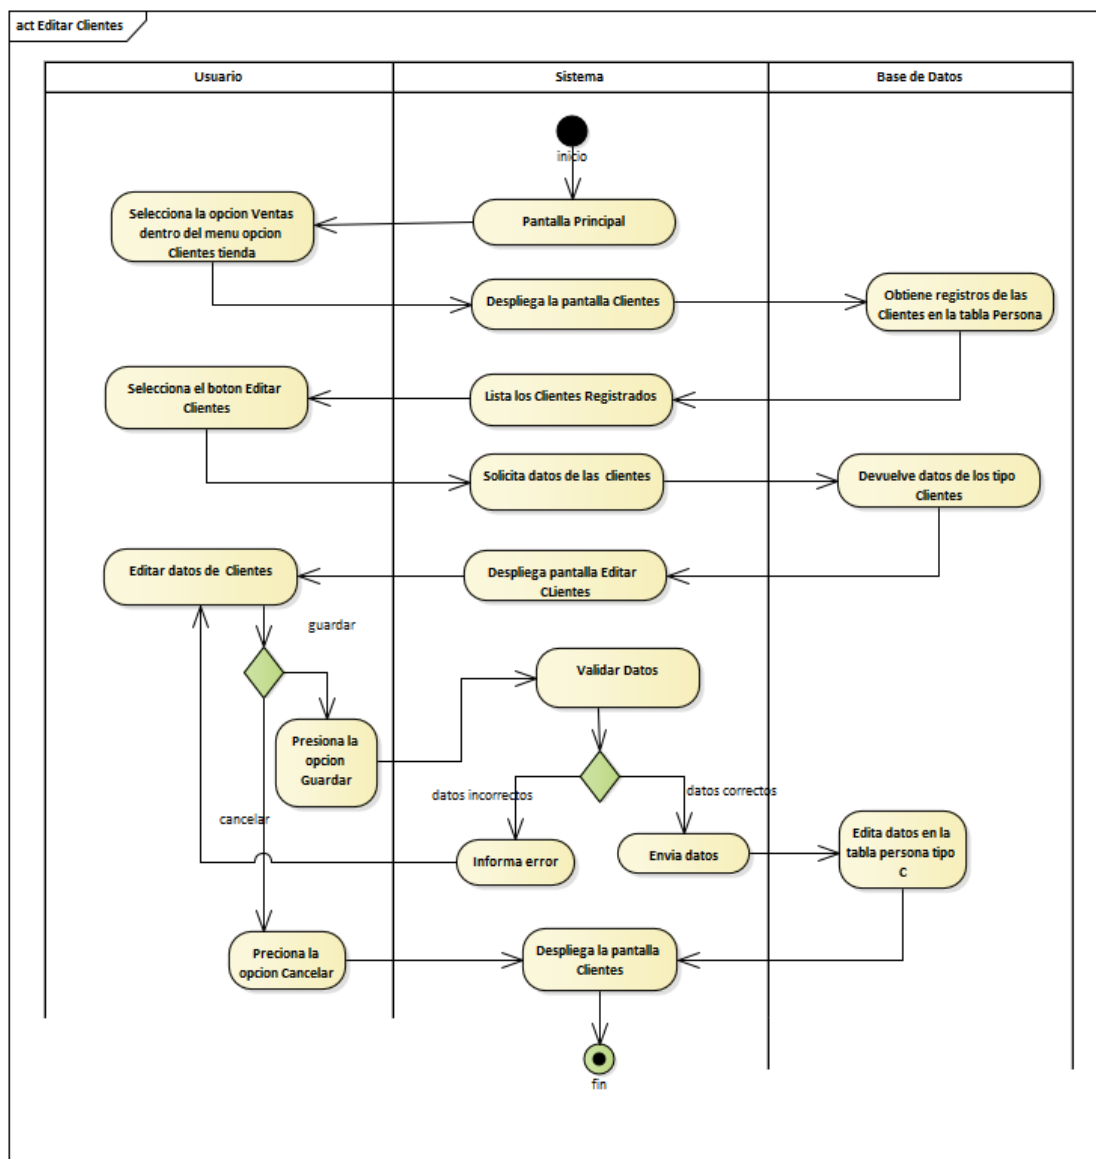 act Editar Clientes
Usuario
Sistema
Base de Datos
inicio
Selecciona la opcion Ventas
dentro del menu opcion
Clientes tienda
Pantalla Principal
Despliega la pantalla Clientes
Obtiene registros de las
Clientes en la tabla Persona
Selecciona el boton Editar
Clientes
Lista los Clientes Registrados
Solicita datos de las clientes
Devuelve datos de los tipo
Clientes
Editar datos de Clientes
Despliega pantalla Editar
CLientes
guardar
Validar Datos
Presiona la
opcion
Guardar
datos incorrectos
datos correctos
cancelar
Informa error
Envia datos
Edita datos en la
tabla persona tipo
C
Preciona la
opcion Cancelar
Despliega la pantalla
Clientes
fin